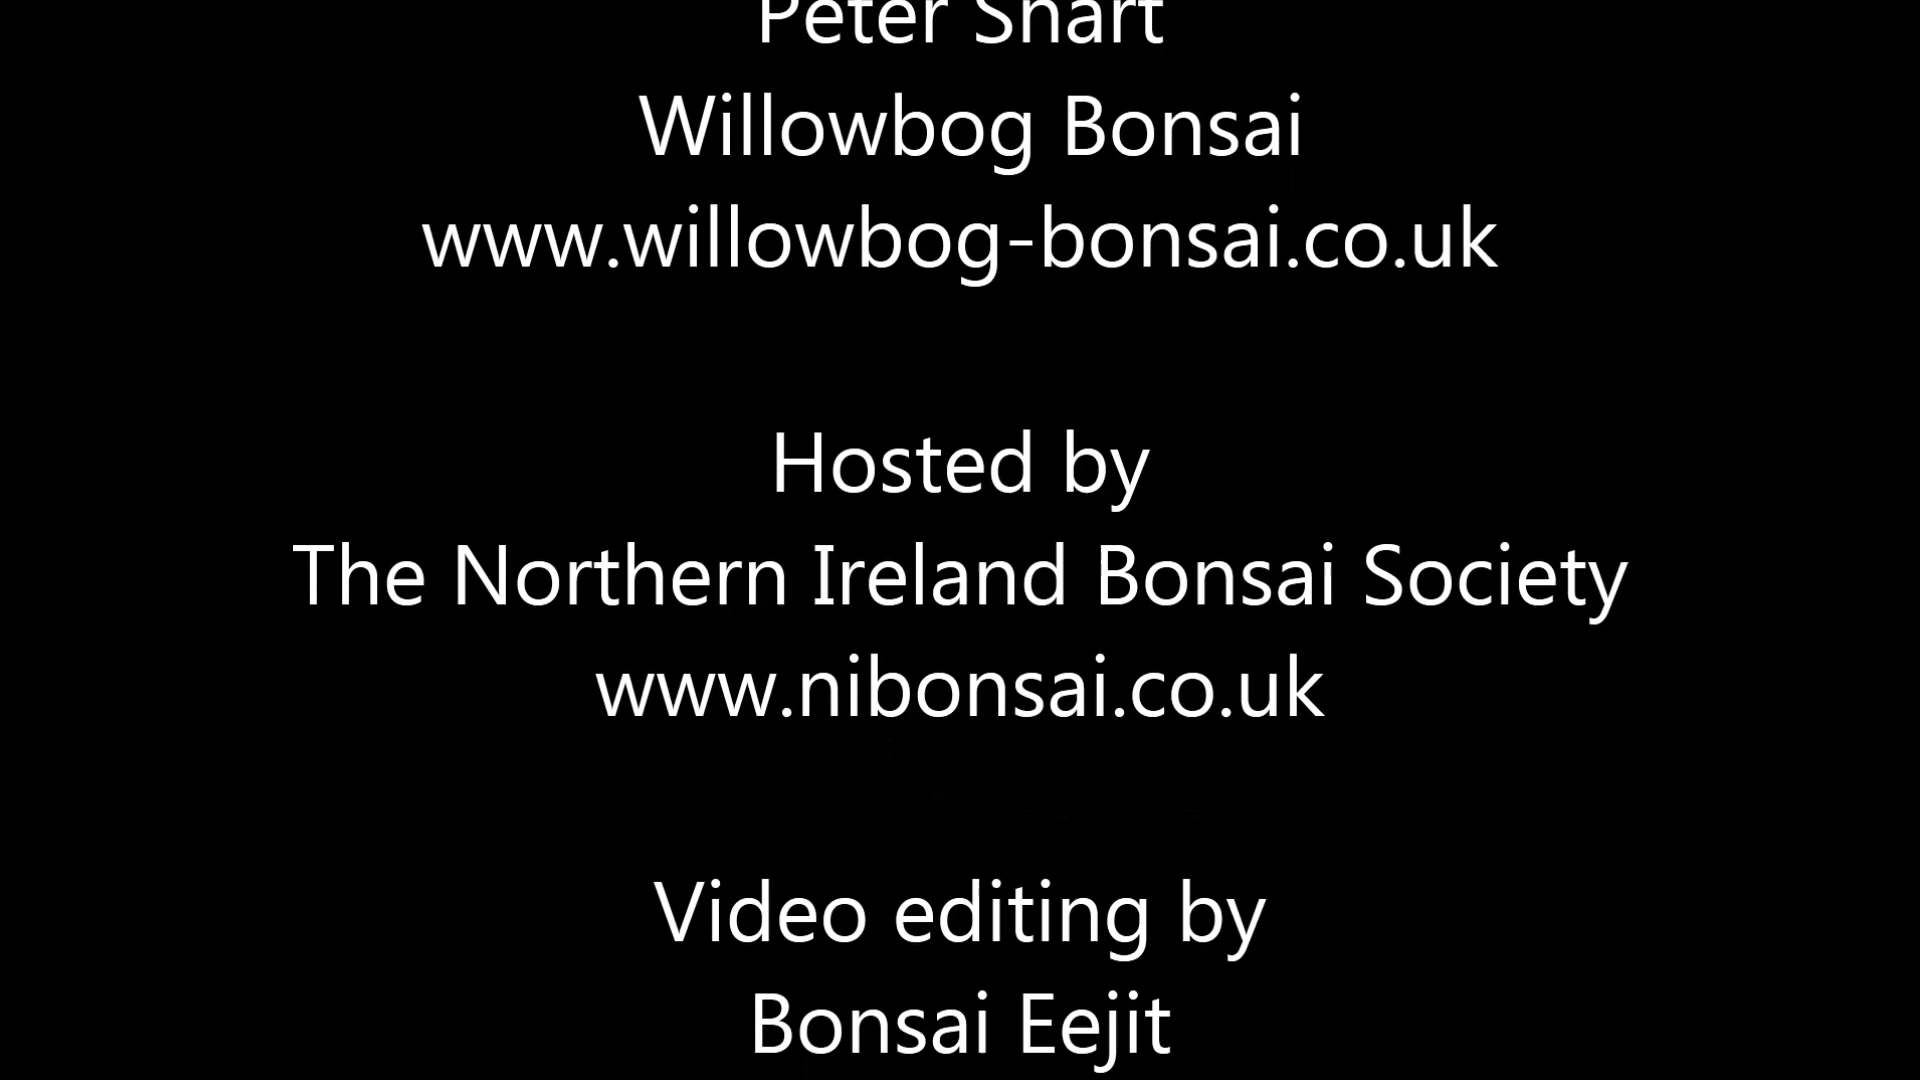 Peter Snart
Willowbog Bonsai
www.willowbog-bonsai.co.uk
Hosted by
The Northern Ireland Bonsai Society
www.nibonsai.co.uk
Video editing by
Bonsai Eejit